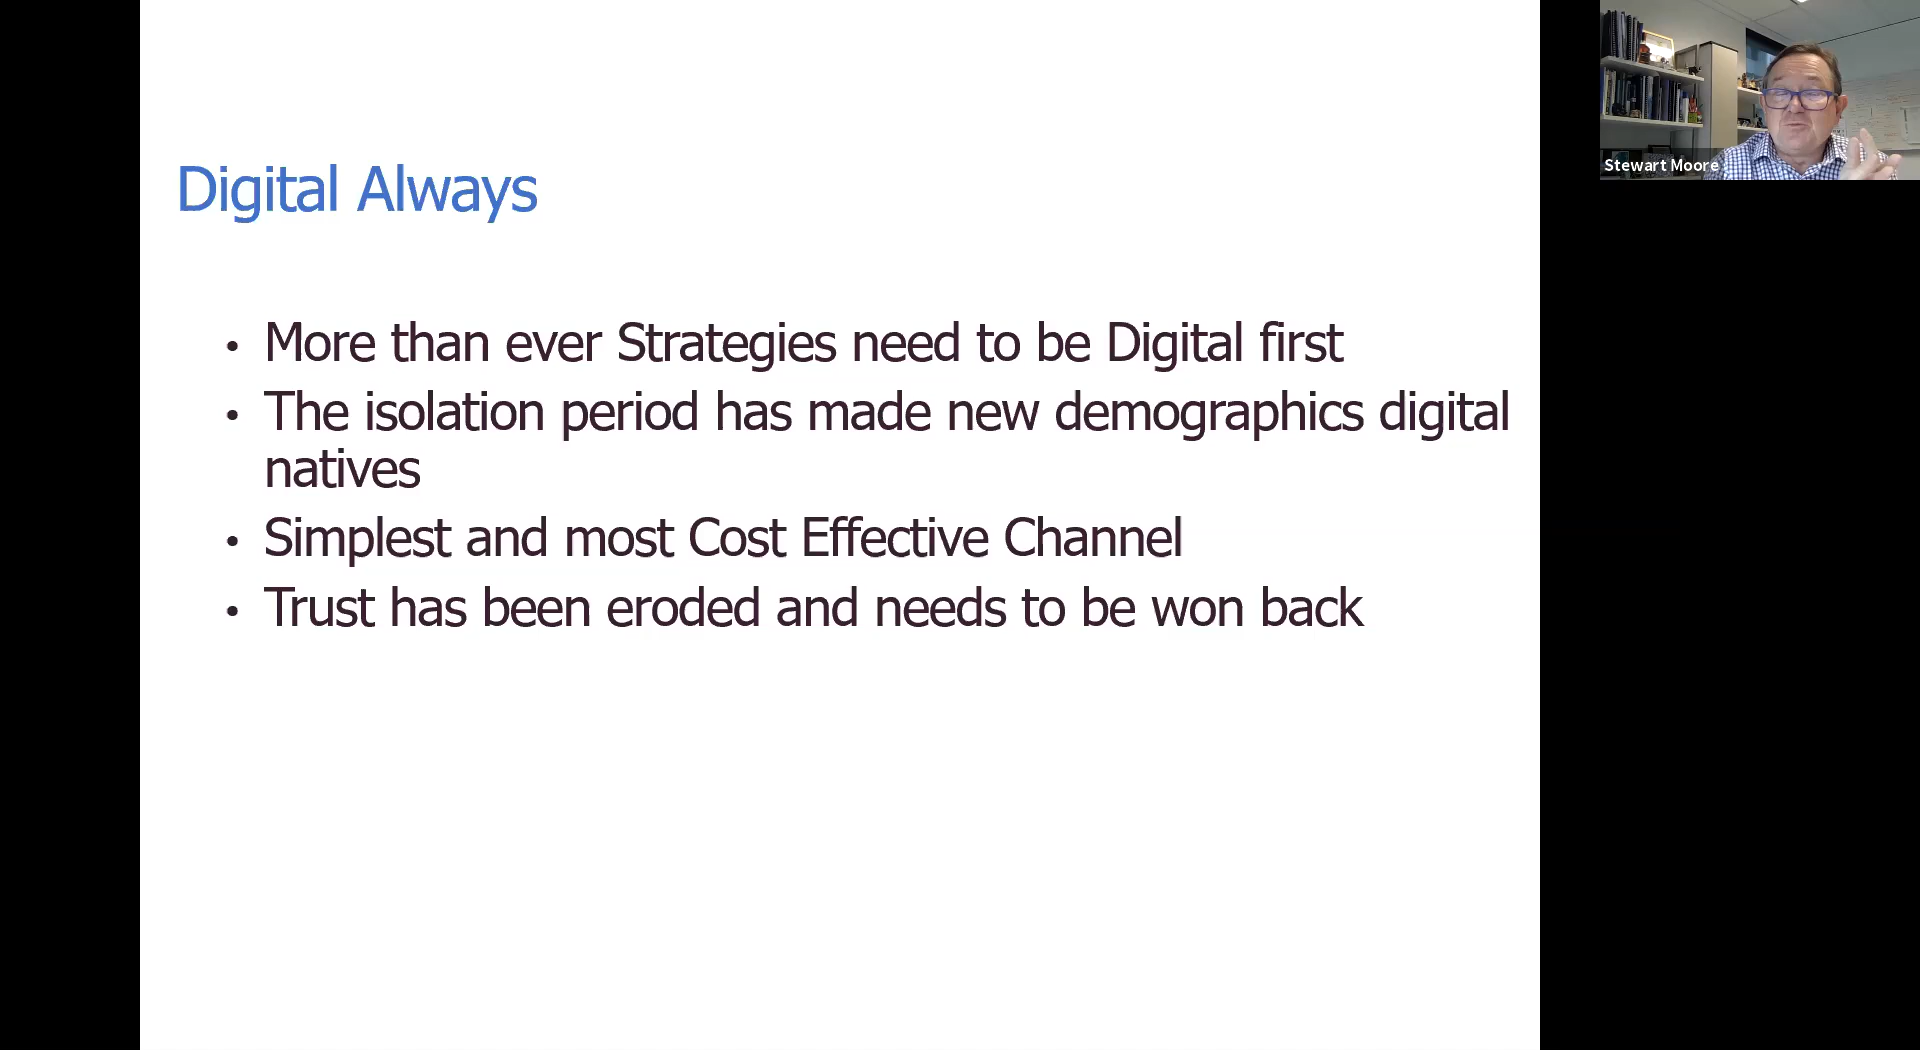 Digital Always
• More than ever Strategies need to be Digital first
• The isolation period has made new demographics digital
natives
• Simplest and most Cost Effective Channel
• Trust has been eroded and needs to be won back
Stewart Moore